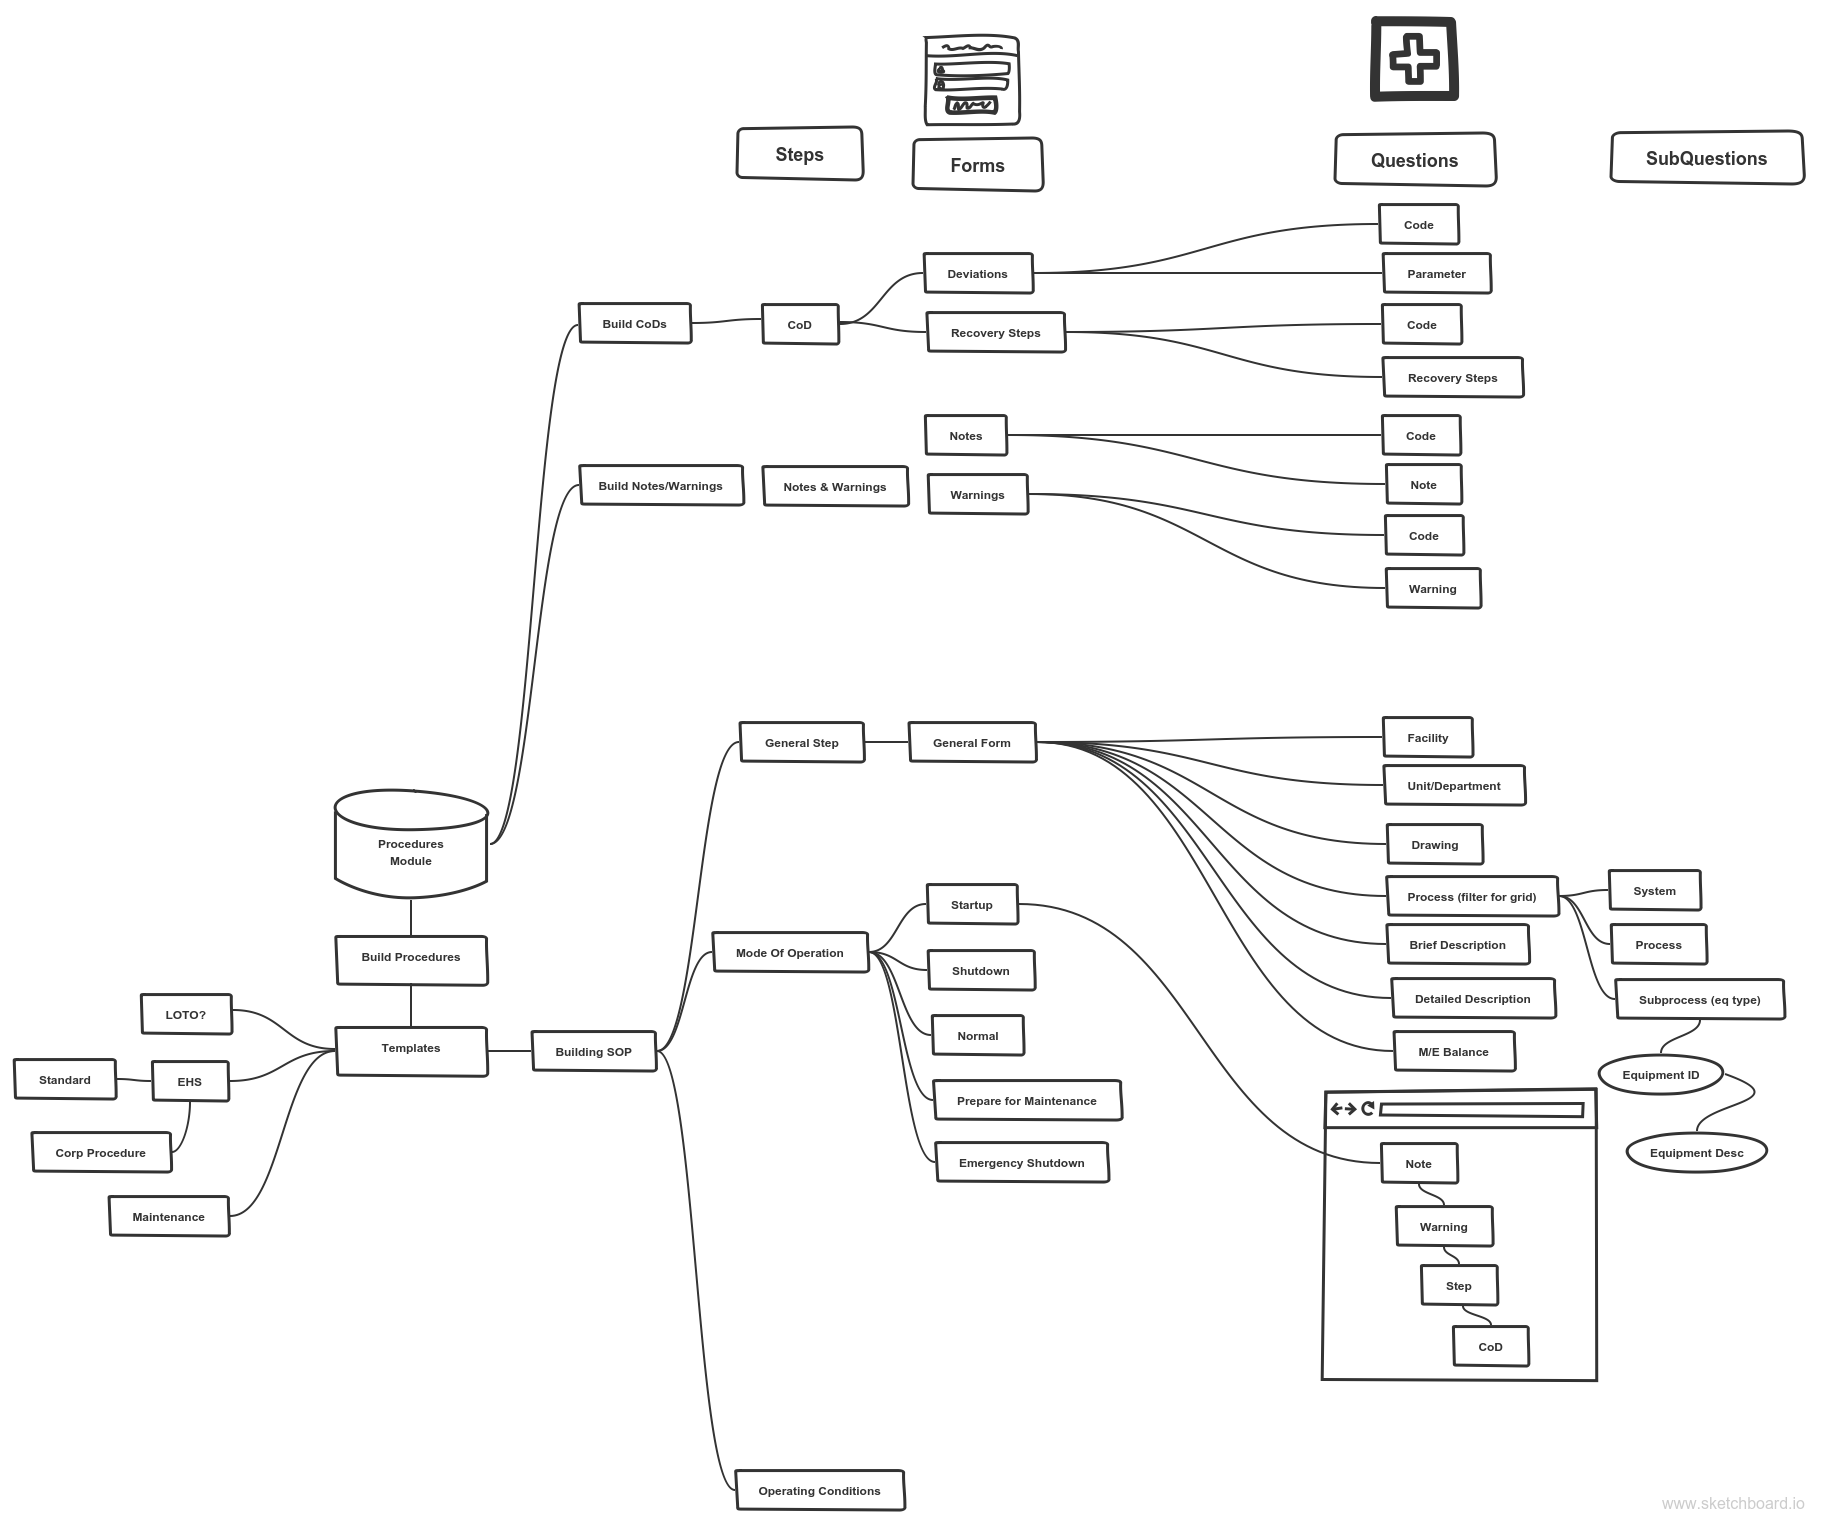 Steps
Forms
Questions
SubQuestions
Code
Deviations
Parameter
Build CoDs
CoD
Recovery Steps
Code
Recovery Steps
Notes
Code
Build Notes/Warnings
Notes & Warnings
Warnings
Note
Code
Warning
General Step
General Form
Facility
Unit/Department
Procedures
Module
Drawing
Process (filter for grid)
System
Startup
Process
Mode Of Operation
Brief Description
Build Procedures
Shutdown
Detailed Description
Subprocess (eq type)
LOTO?
Normal
Templates
Building SOP
M/E Balance
Equipment ID
Standard
EHS
Prepare for Maintenance
Corp Procedure
Emergency Shutdown
Note
Equipment Desc
Maintenance
Warning
Step
CoD
Operating Conditions
www.sketchboard.io